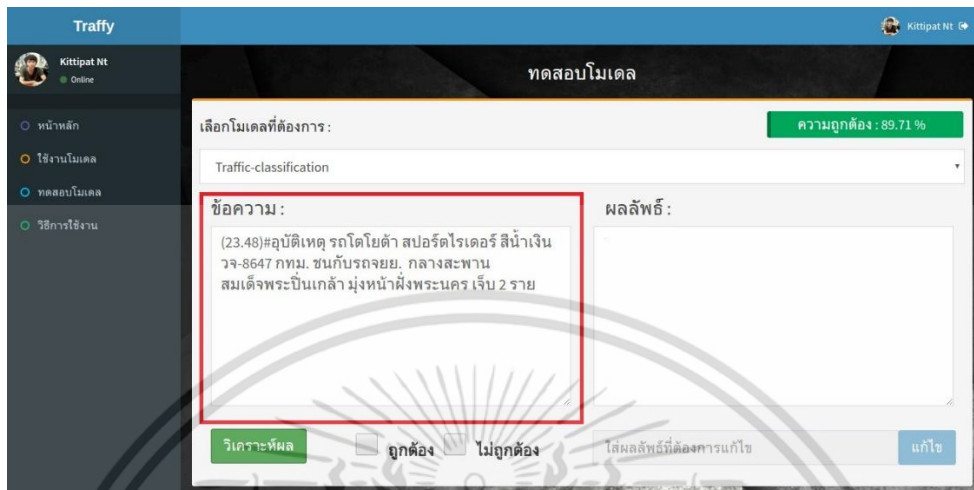 Traffy
Kittipat Nt
Kittipat Nt
Online
ทดสอบโมเดล
หน้าหลัก
ใช้งานโมเดล
ทดสอบโมเดล
วิธีการใช้งาน
เลือกโมเดลที่ต้องการ :
ความถูกต้อง : 89.71 %
Traffic-classification
ข้อความ :
ผลลัพธ์ :
(23.48)#อุบัติเหตุ รถโตโยต้า สปอร์ตไรเดอร์ สีน้ำเงิน
วจ-8647 กทม. ชนกับรถจยย. กลางสะพาน
สมเด็จพระปิ่นเกล้า มุ่งหน้าฝั่งพระนคร เจ็บ 2 ราย
วิเคราะห์ผล
ถูกต้อง
ไม่ถูกต้อง
ใส่ผลลัพธ์ที่ต้องการแก้ไข
แก้ไข